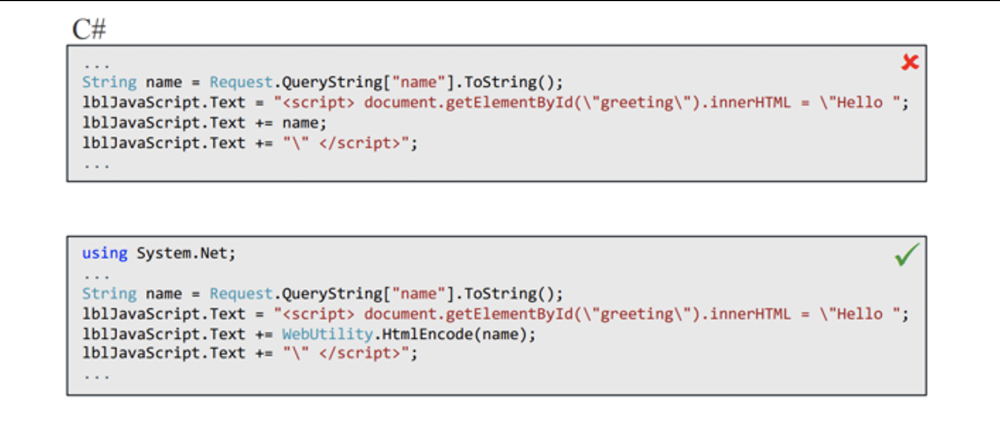 C#
...
String name = Request.QueryString["name"].ToString();
lblJavaScript.Text = "<script> document.getElementById(\"greeting\").innerHTML = \"Hello ";
lblJavaScript.Text += name;
lblJavaScript.Text += "\" </script>";
...
using System.Net;
...
String name = Request.QueryString["name"].ToString();
lblJavaScript.Text = "<script> document.getElementById(\"greeting\").innerHTML = \"Hello ";
lblJavaScript.Text += WebUtility.HtmlEncode(name);
lblJavaScript.Text += "\" </script>";
...